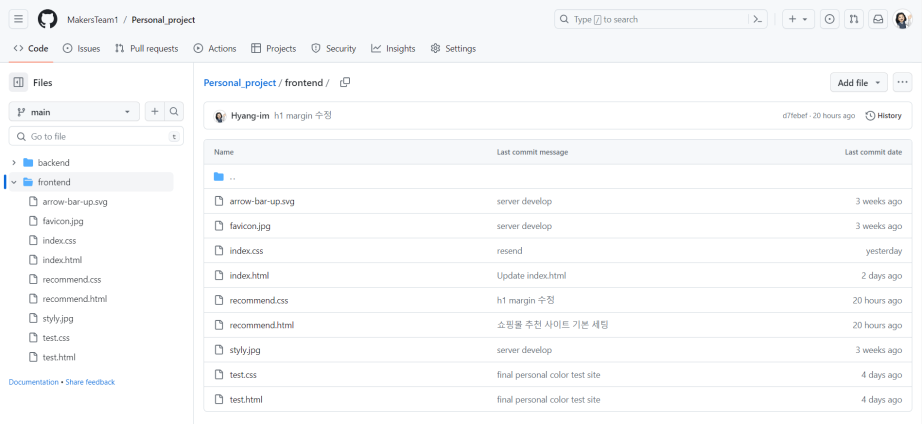 MakersTeam1 / Personal_project
Type / to search
Code Issues Pull requests Actions Projects Security Insights Settings
Files
main
Go to file t
backend
frontend
arrow-bar-up.svg
favicon.jpg
index.css
index.html
recommend.css
recommend.html
styly.jpg
test.css
test.html
Documentation • Share feedback
Personal_project / frontend /
Add file
Hyang-im h1 margin 수정 d7febef · 20 hours ago History
Name Last commit message Last commit date
..
arrow-bar-up.svg server develop 3 weeks ago
favicon.jpg server develop 3 weeks ago
index.css resend yesterday
index.html Update index.html 2 days ago
recommend.css h1 margin 수정 20 hours ago
recommend.html 쇼핑몰 추천 사이트 기본 세팅 20 hours ago
styly.jpg server develop 3 weeks ago
test.css final personal color test site 4 days ago
test.html final personal color test site 4 days ago